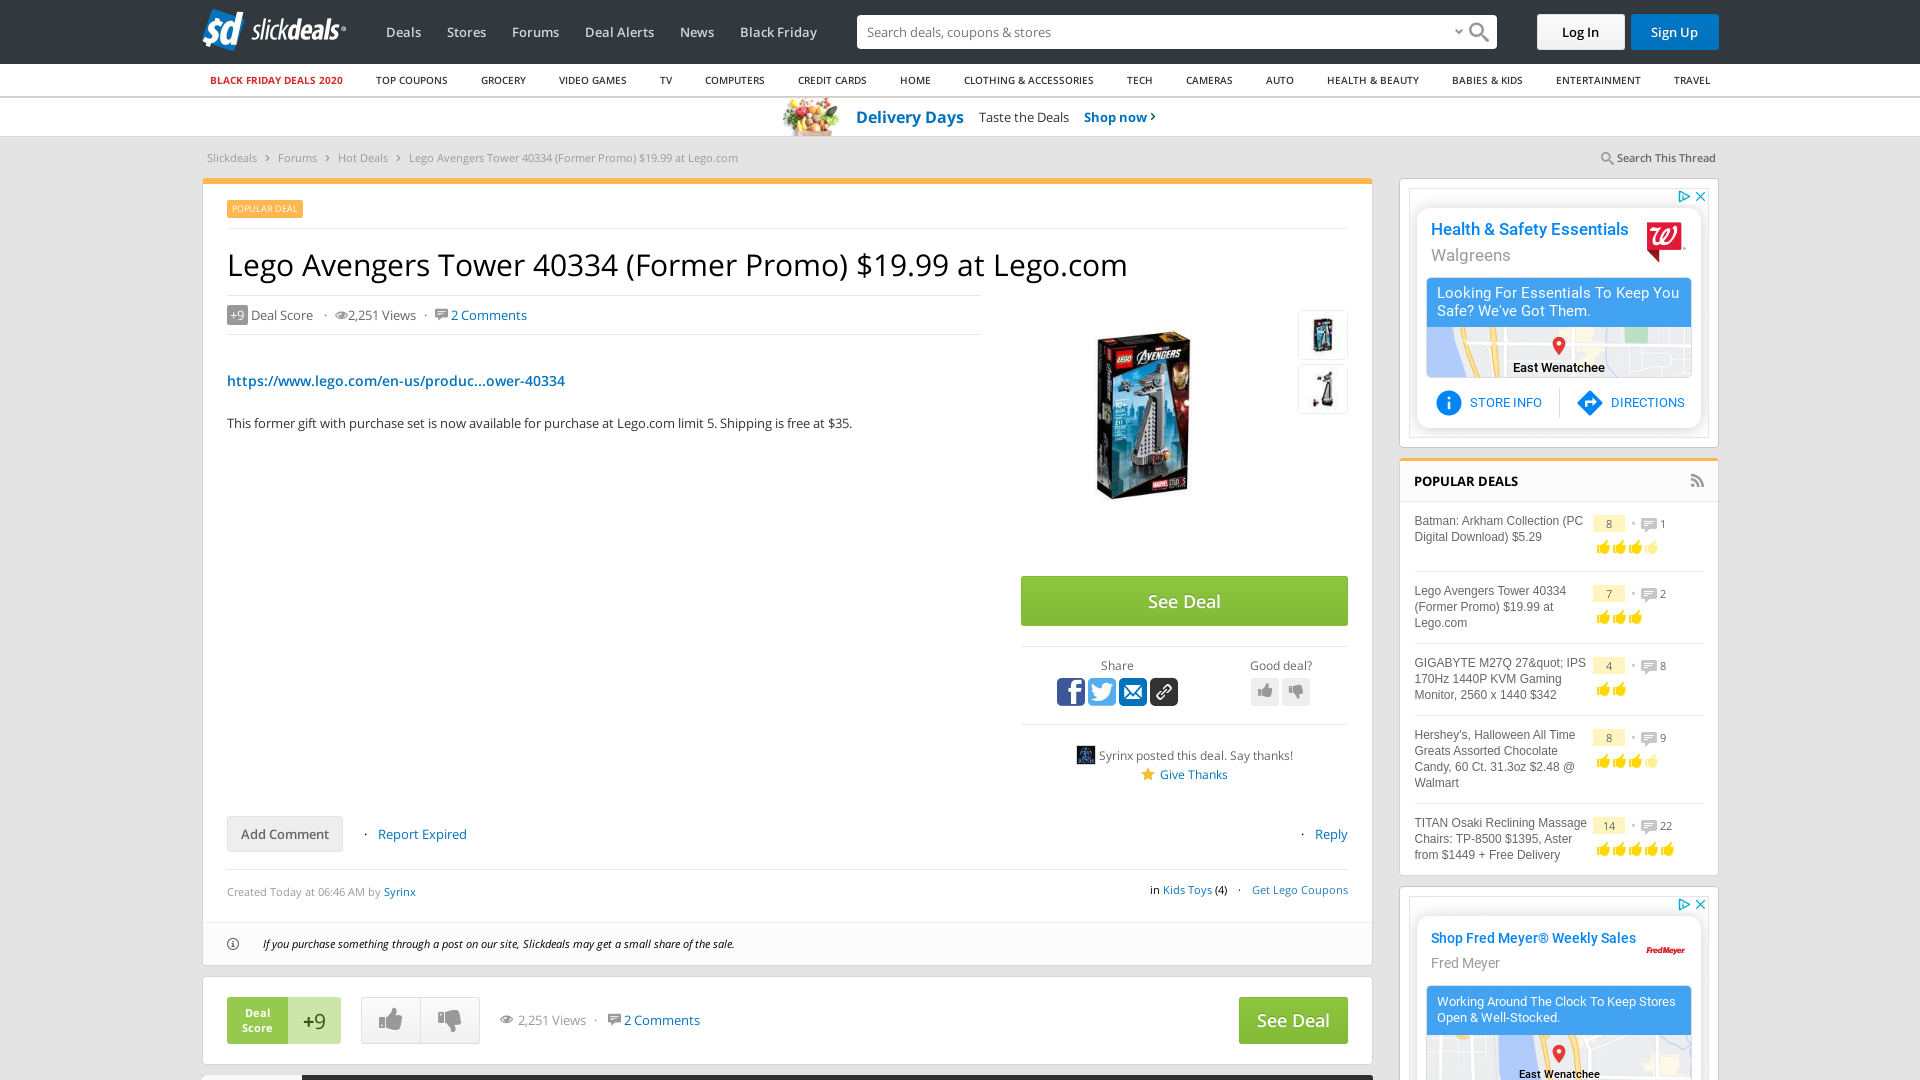 slickdeals
Deals
Stores
Forums
Deal Alerts
News
Black Friday
Search deals, coupons & stores
Log In
Sign Up
BLACK FRIDAY DEALS 2020
TOP COUPONS
GROCERY
VIDEO GAMES
TV
COMPUTERS
CREDIT CARDS
HOME
CLOTHING & ACCESSORIES
TECH
CAMERAS
AUTO
HEALTH & BEAUTY
BABIES & KIDS
ENTERTAINMENT
TRAVEL
Delivery Days Taste the Deals Shop now ›
Slickdeals › Forums › Hot Deals › Lego Avengers Tower 40334 (Former Promo) $19.99 at Lego.com
Search This Thread
POPULAR DEAL
Lego Avengers Tower 40334 (Former Promo) $19.99 at Lego.com
+9 Deal Score · 2,251 Views · 2 Comments
https://www.lego.com/en-us/produc...ower-40334
This former gift with purchase set is now available for purchase at Lego.com limit 5. Shipping is free at $35.
LEGO
AVENGERS
See Deal
Share
Good deal?
Syrinx posted this deal. Say thanks!
Give Thanks
Add Comment
· Report Expired
· Reply
Created Today at 06:46 AM by Syrinx
in Kids Toys (4) · Get Lego Coupons
If you purchase something through a post on our site, Slickdeals may get a small share of the sale.
Deal
Score
+9
2,251 Views · 2 Comments
See Deal
Health & Safety Essentials
Walgreens
Looking For Essentials To Keep You
Safe? We've Got Them.
East Wenatchee
STORE INFO
DIRECTIONS
POPULAR DEALS
Batman: Arkham Collection (PC
Digital Download) $5.29
8 · 1
Lego Avengers Tower 40334
(Former Promo) $19.99 at
Lego.com
7 · 2
GIGABYTE M27Q 27&quot; IPS
170Hz 1440P KVM Gaming
Monitor, 2560 x 1440 $342
4 · 8
Hershey's, Halloween All Time
Greats Assorted Chocolate
Candy, 60 Ct. 31.3oz $2.48 @
Walmart
8 · 9
TITAN Osaki Reclining Massage
Chairs: TP-8500 $1395, Aster
from $1449 + Free Delivery
14 · 22
Shop Fred Meyer® Weekly Sales
Fred Meyer
FredMeyer
Working Around The Clock To Keep Stores
Open & Well-Stocked.
East Wenatchee